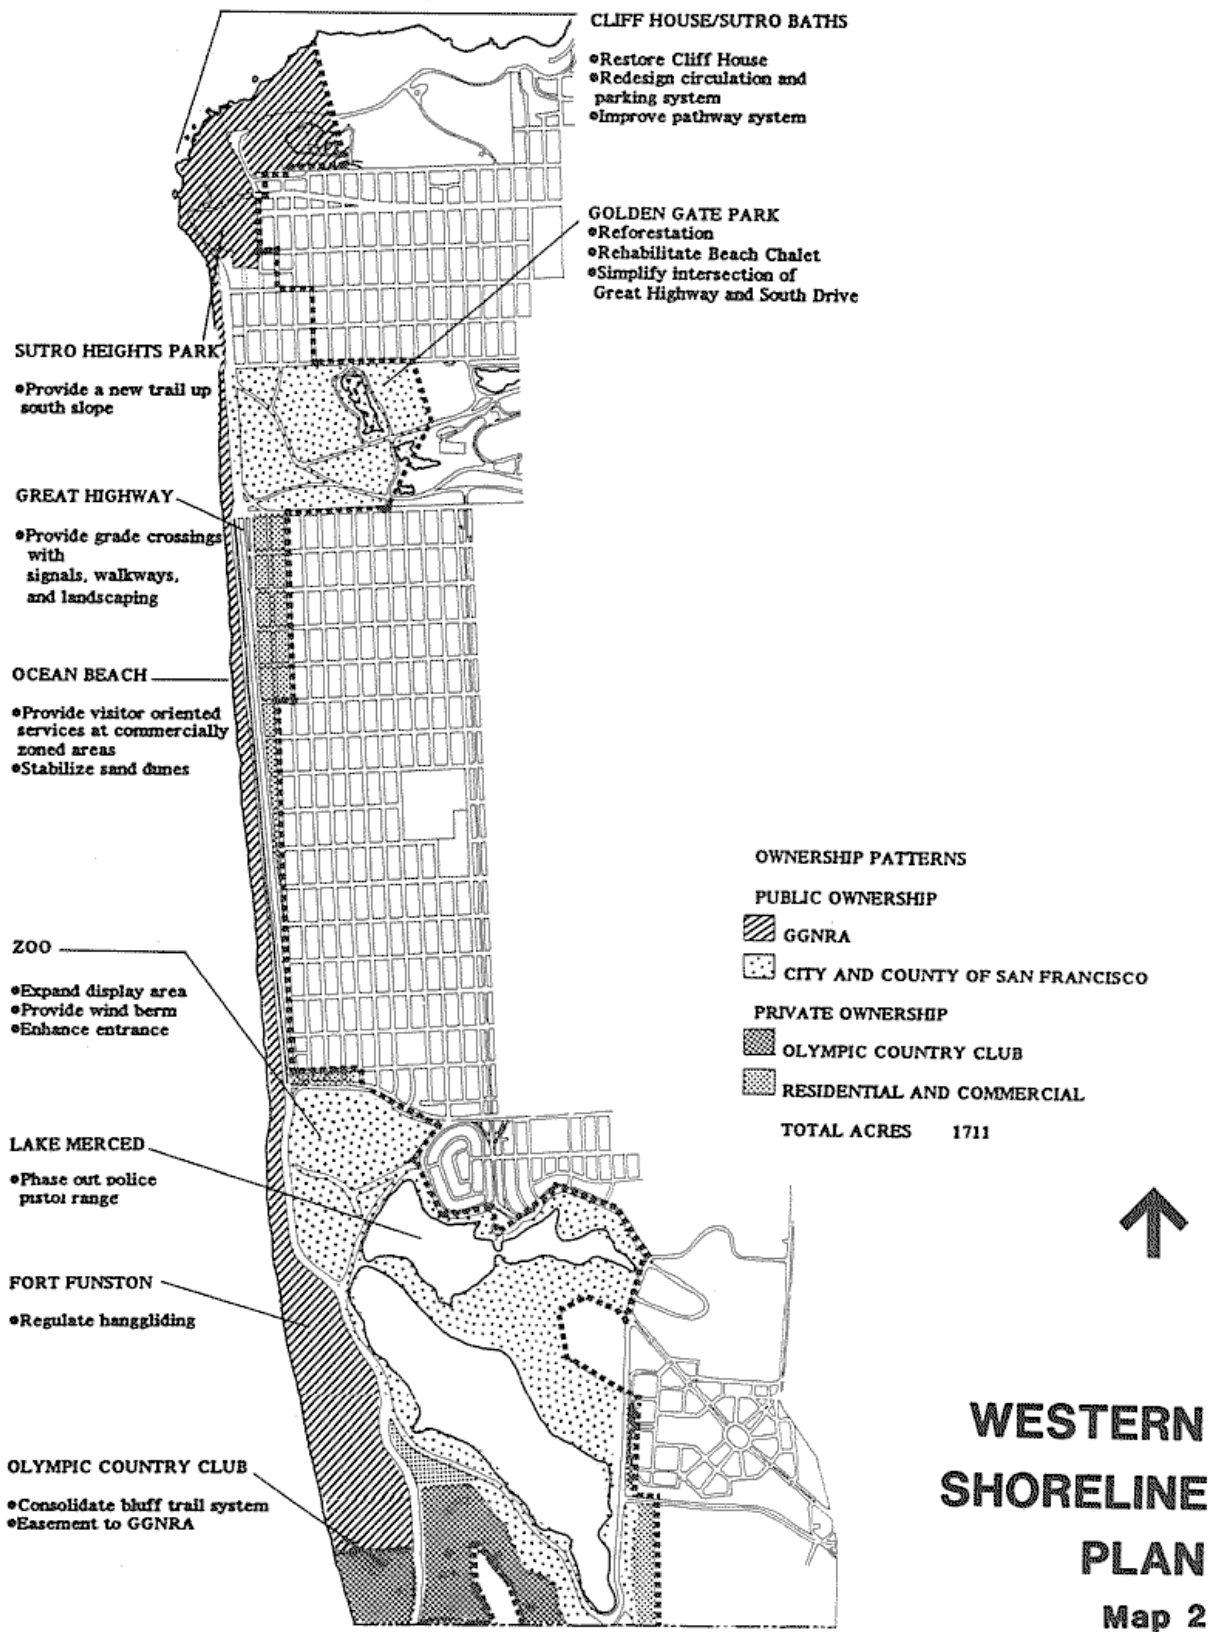 CLIFF HOUSE/SUTRO BATHS
•Restore Cliff House
•Redesign circulation and
parking system
•Improve pathway system
GOLDEN GATE PARK
•Reforestation
•Rehabilitate Beach Chalet
•Simplify intersection of
Great Highway and South Drive
SUTRO HEIGHTS PARK
•Provide a new trail up
south slope
GREAT HIGHWAY
•Provide grade crossings
with
signals, walkways,
and landscaping
OCEAN BEACH
•Provide visitor oriented
services at commercially
zoned areas
•Stabilize sand dunes
ZOO
•Expand display area
•Provide wind berm
•Enhance entrance
LAKE MERCED
•Phase out police
pistol range
FORT FUNSTON
•Regulate hanggliding
OLYMPIC COUNTRY CLUB
•Consolidate bluff trail system
•Easement to GGNRA
OWNERSHIP PATTERNS
PUBLIC OWNERSHIP
GGNRA
CITY AND COUNTY OF SAN FRANCISCO
PRIVATE OWNERSHIP
OLYMPIC COUNTRY CLUB
RESIDENTIAL AND COMMERCIAL
TOTAL ACRES 1711
WESTERN
SHORELINE
PLAN
Map 2